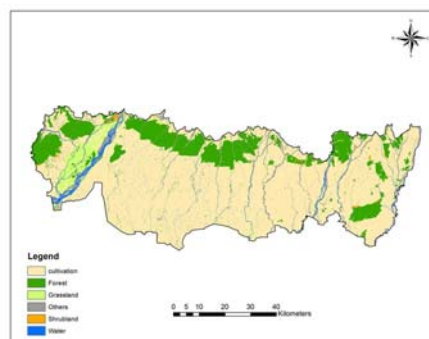 Legend
cultivation
Forest
Grassland
Others
Shrubland
Water
0 5 10 20 30 40
Kilometers